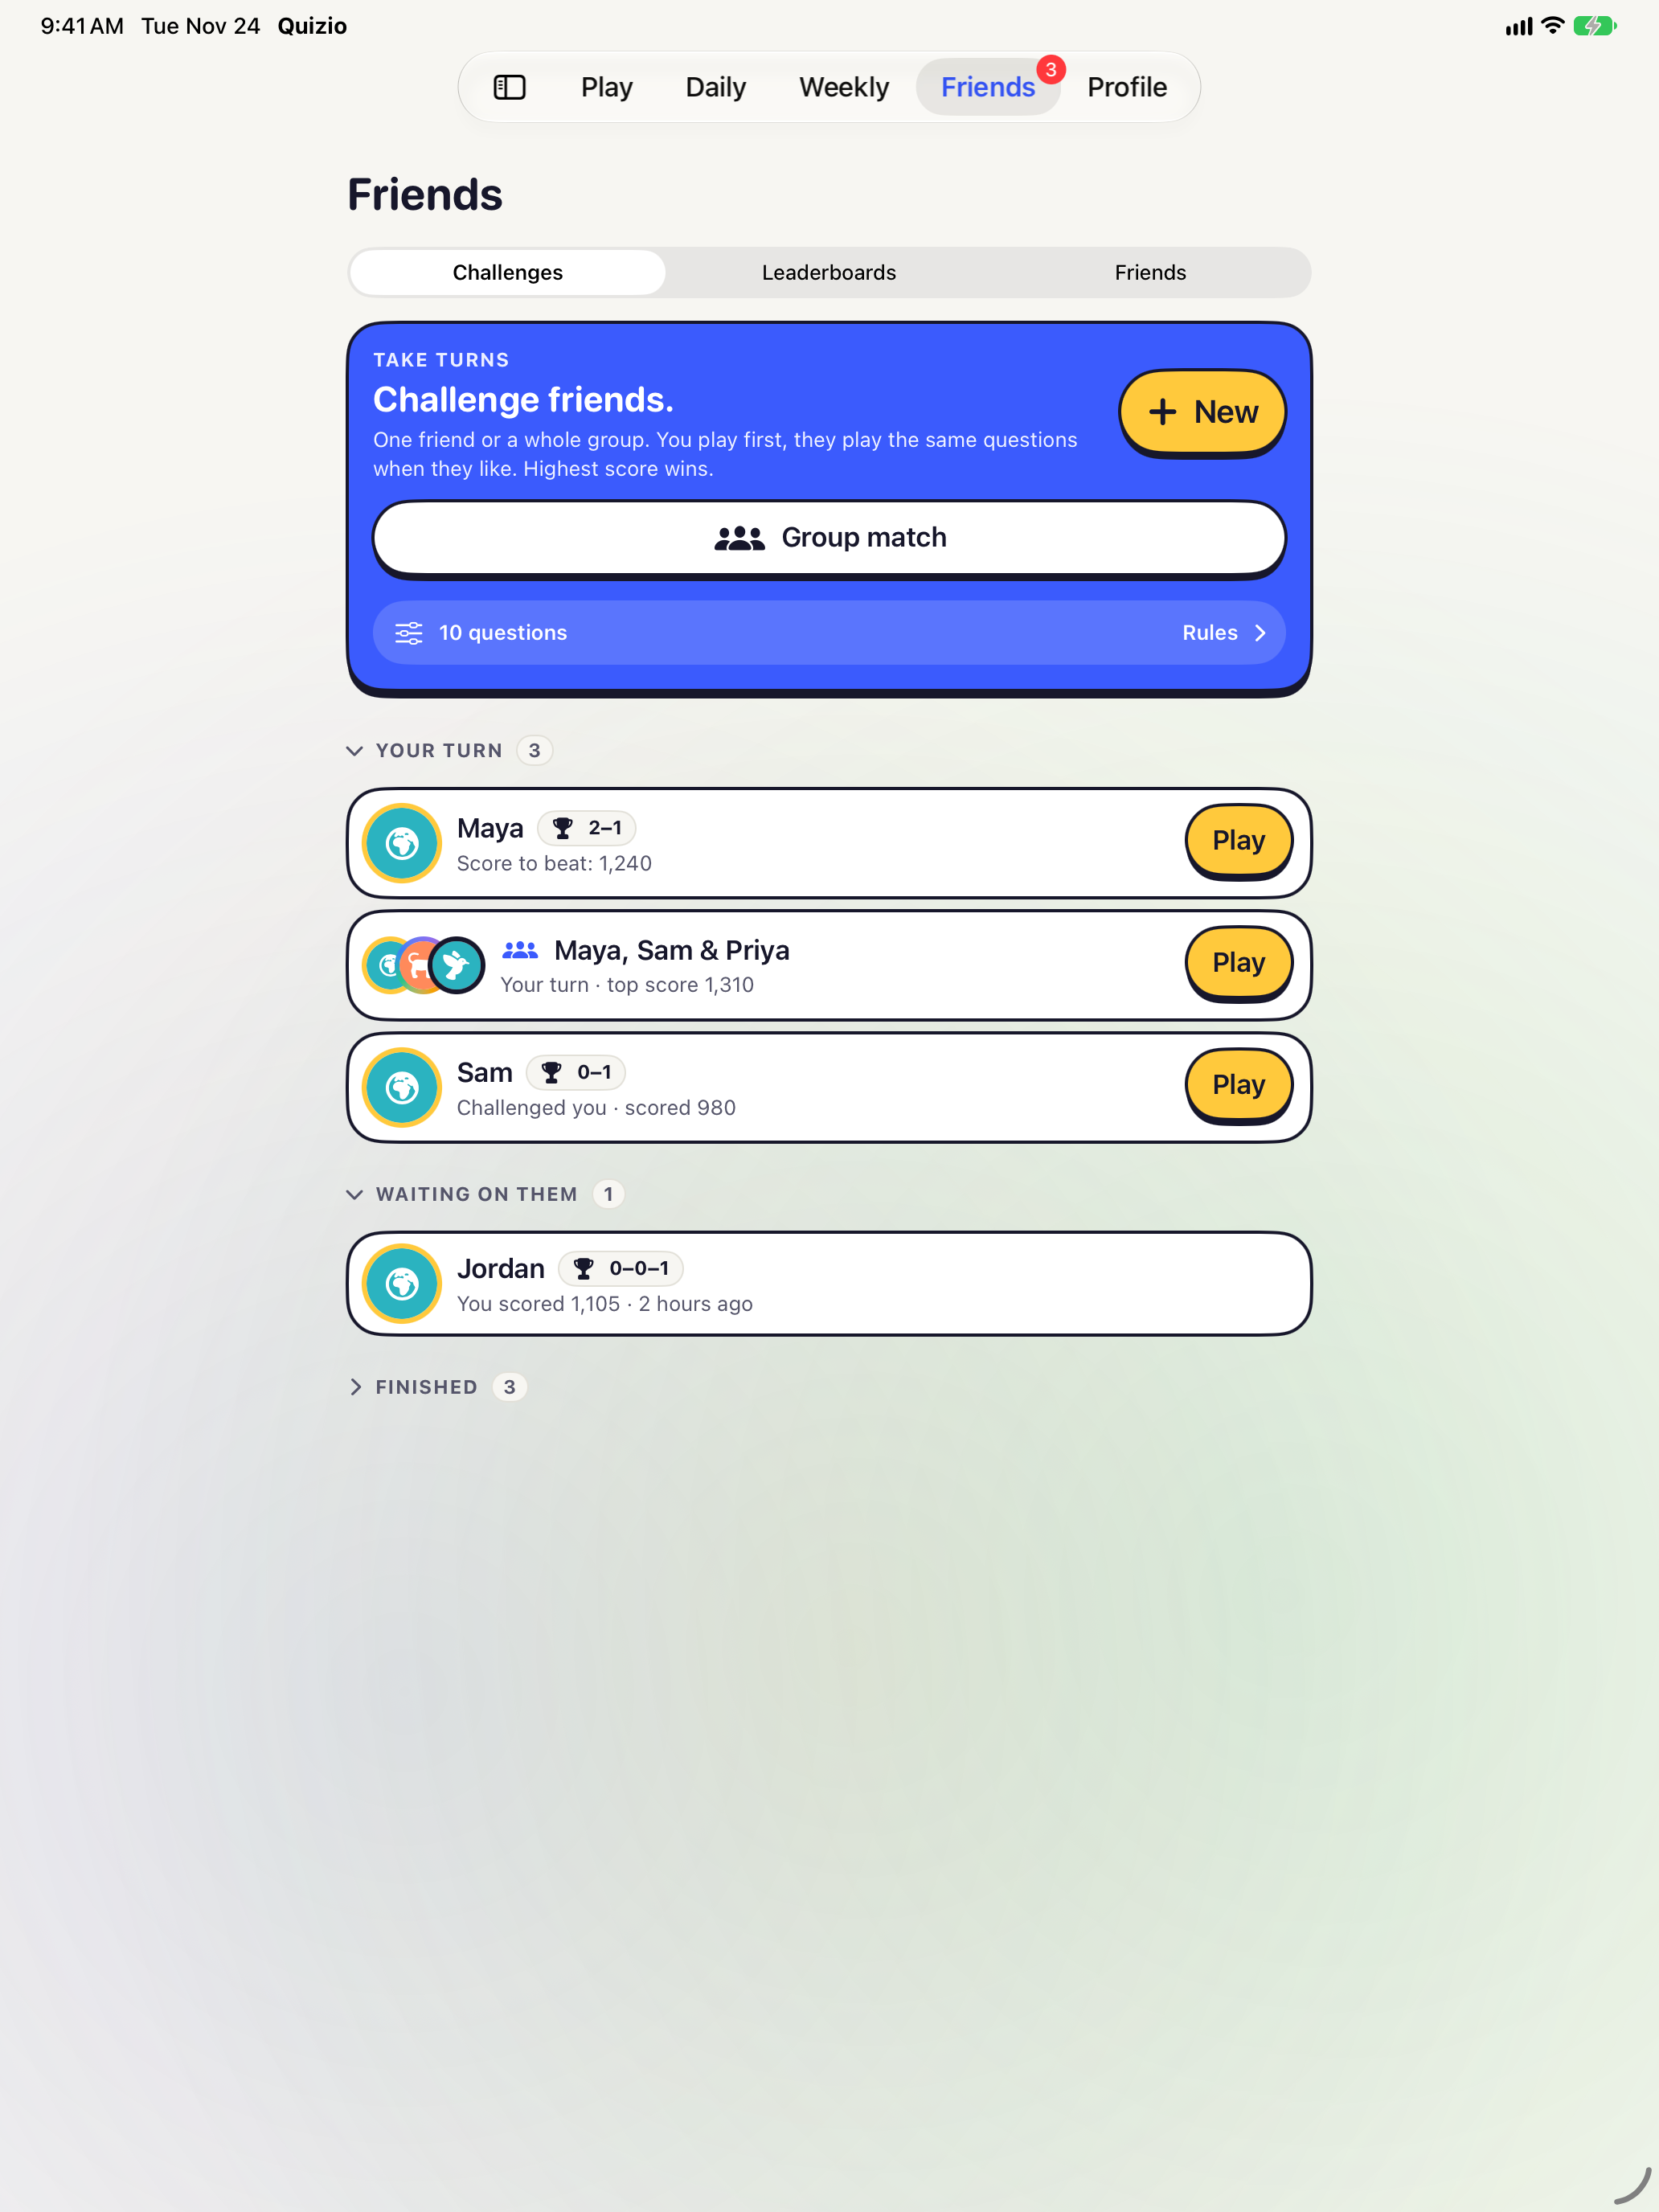 9:41 AM Tue Nov 24 Quizio
Play Daily Weekly Friends 3 Profile
Friends
Challenges Leaderboards Friends
TAKE TURNS
Challenge friends.
One friend or a whole group. You play first, they play the same questions
when they like. Highest score wins.
+ New
Group match
10 questions Rules
YOUR TURN 3
Maya 2–1
Score to beat: 1,240
Play
Maya, Sam & Priya
Your turn · top score 1,310
Play
Sam 0–1
Challenged you · scored 980
Play
WAITING ON THEM 1
Jordan 0–0–1
You scored 1,105 · 2 hours ago
FINISHED 3